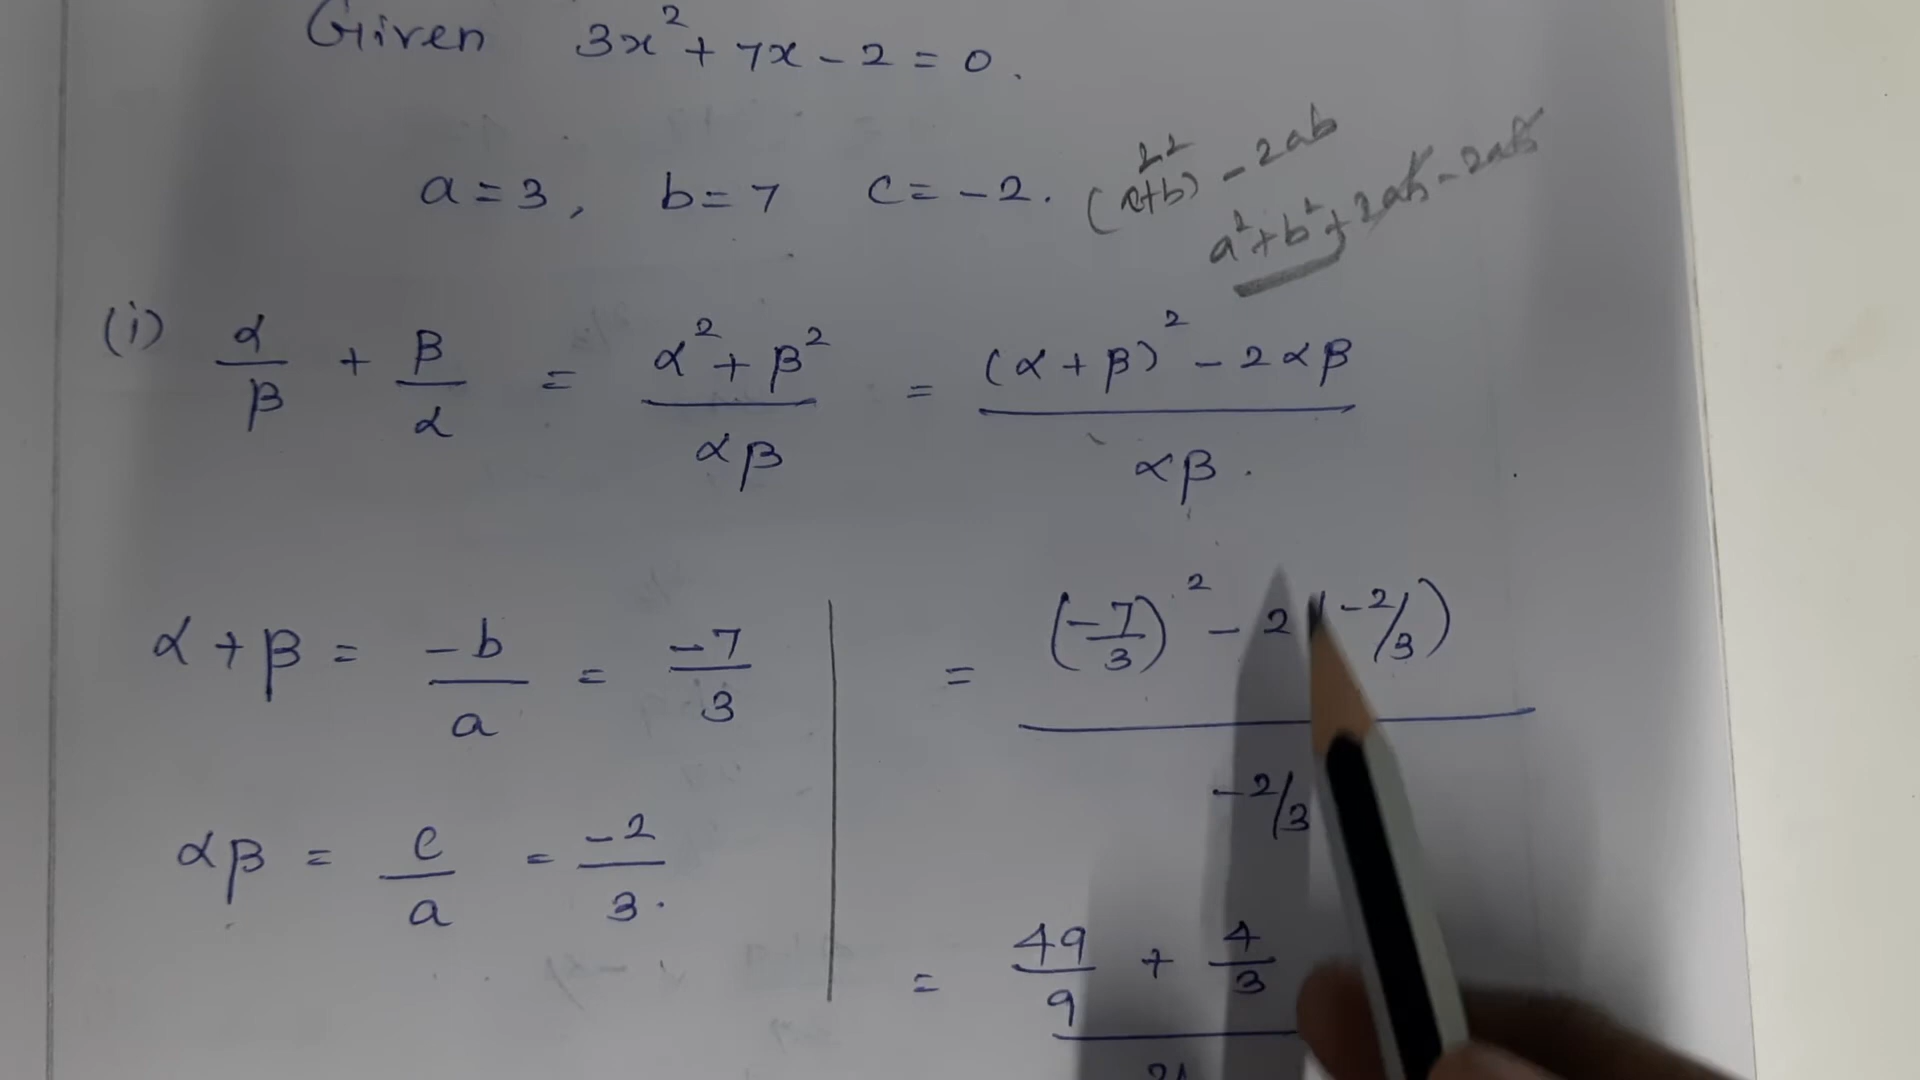 Given 3x² + 7x - 2 = 0.
a = 3, b = 7 c = -2.
(a+b)² - 2ab
a² + b² + 2ab - 2ab
(i) α/β + β/α = (α² + β²)/αβ = ((α + β)² - 2αβ)/αβ.
α + β = -b/a = -7/3
= ((-7/3)² - 2(-2/3))/(-2/3)
αβ = c/a = -2/3.
= 49/9 + 4/3